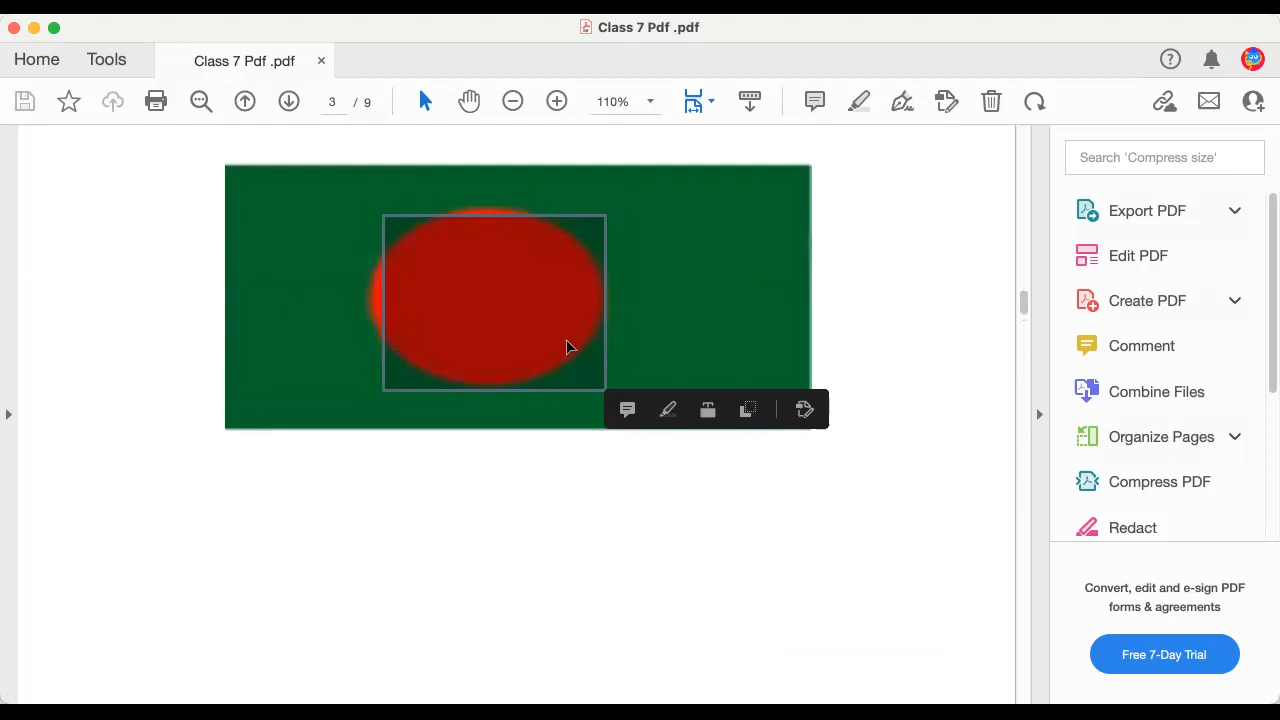 Class 7 Pdf .pdf
Home
Tools
Class 7 Pdf .pdf
3 / 9
110%
Search 'Compress size'
Export PDF
Edit PDF
Create PDF
Comment
Combine Files
Organize Pages
Compress PDF
Redact
Convert, edit and e-sign PDF
forms & agreements
Free 7-Day Trial